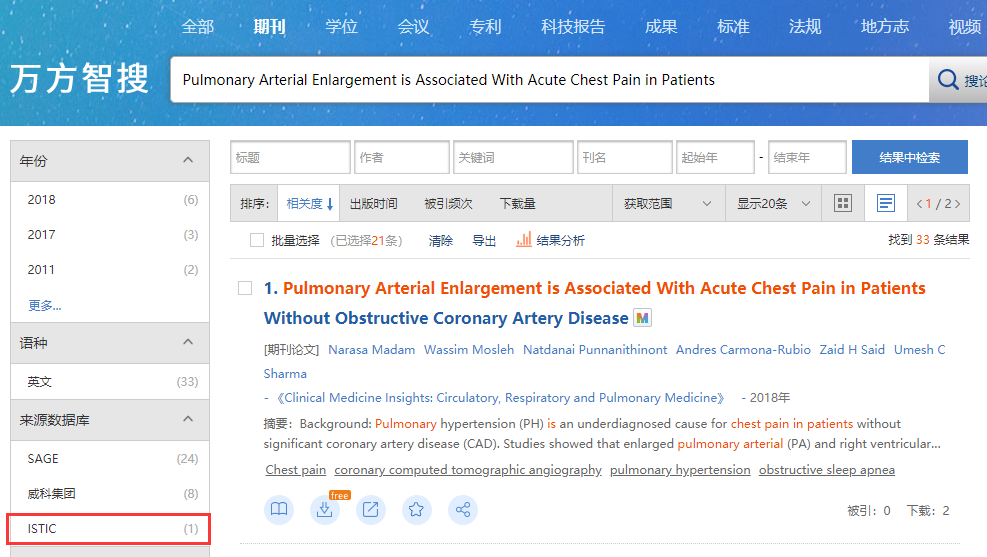 全部 期刊 学位 会议 专利 科技报告 成果 标准 法规 地方志 视频
万方智搜 Pulmonary Arterial Enlargement is Associated With Acute Chest Pain in Patients 搜论
年份 标题 作者 关键词 刊名 起始年 - 结束年 结果中检索
2018 (6) 排序: 相关度 出版时间 被引频次 下载量 获取范围 显示20条 <1 / 2>
2017 (3) 批量选择 (已选择21条) 清除 导出 结果分析 找到 33 条结果
2011 (2)
更多...
语种
英文 (33)
来源数据库
SAGE (24)
威科集团 (8)
ISTIC (1)
1. Pulmonary Arterial Enlargement is Associated With Acute Chest Pain in Patients
Without Obstructive Coronary Artery Disease M
[期刊论文] Narasa Madam Wassim Mosleh Natdanai Punnanithinont Andres Carmona-Rubio Zaid H Said Umesh C
Sharma
- 《Clinical Medicine Insights: Circulatory, Respiratory and Pulmonary Medicine》 - 2018年
摘要：Background: Pulmonary hypertension (PH) is an underdiagnosed cause for chest pain in patients without
significant coronary artery disease (CAD). Studies showed that enlarged pulmonary arterial (PA) and right ventricular...
Chest pain coronary computed tomographic angiography pulmonary hypertension obstructive sleep apnea
free
被引：0 下载：2